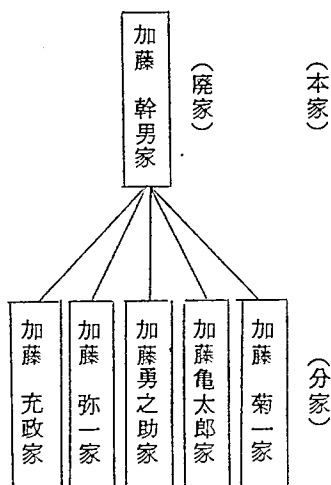 （本家）
（廃家）
加藤 幹男家
（分家）
加藤 菊一家
加藤亀太郎家
加藤勇之助家
加藤 弥一家
加藤 充政家